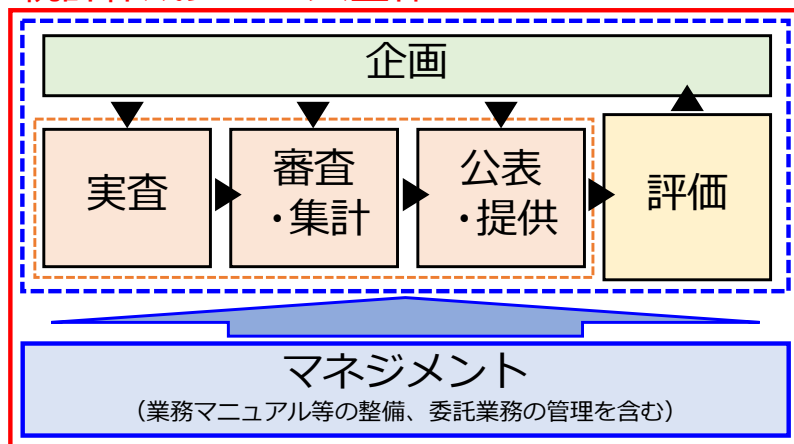 企画
実査
審査
・集計
公表
・提供
評価
マネジメント
(業務マニュアル等の整備、委託業務の管理を含む)